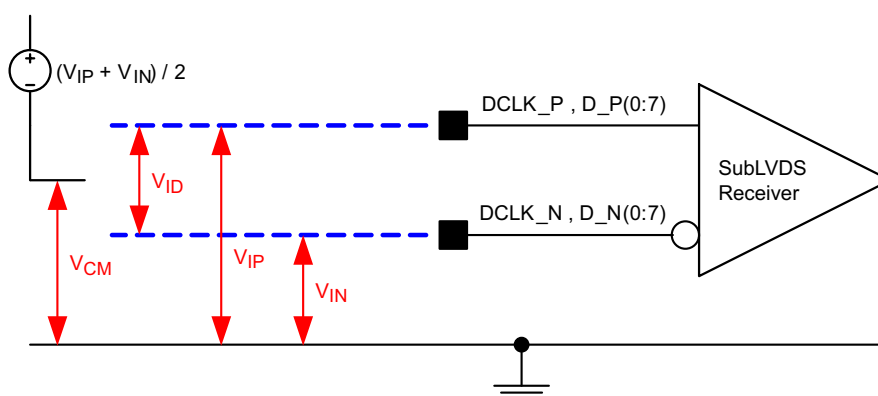 (VIP + VIN) / 2
DCLK_P , D_P(0:7)
SubLVDS
Receiver
VID
DCLK_N , D_N(0:7)
VCM
VIP
VIN
+
–